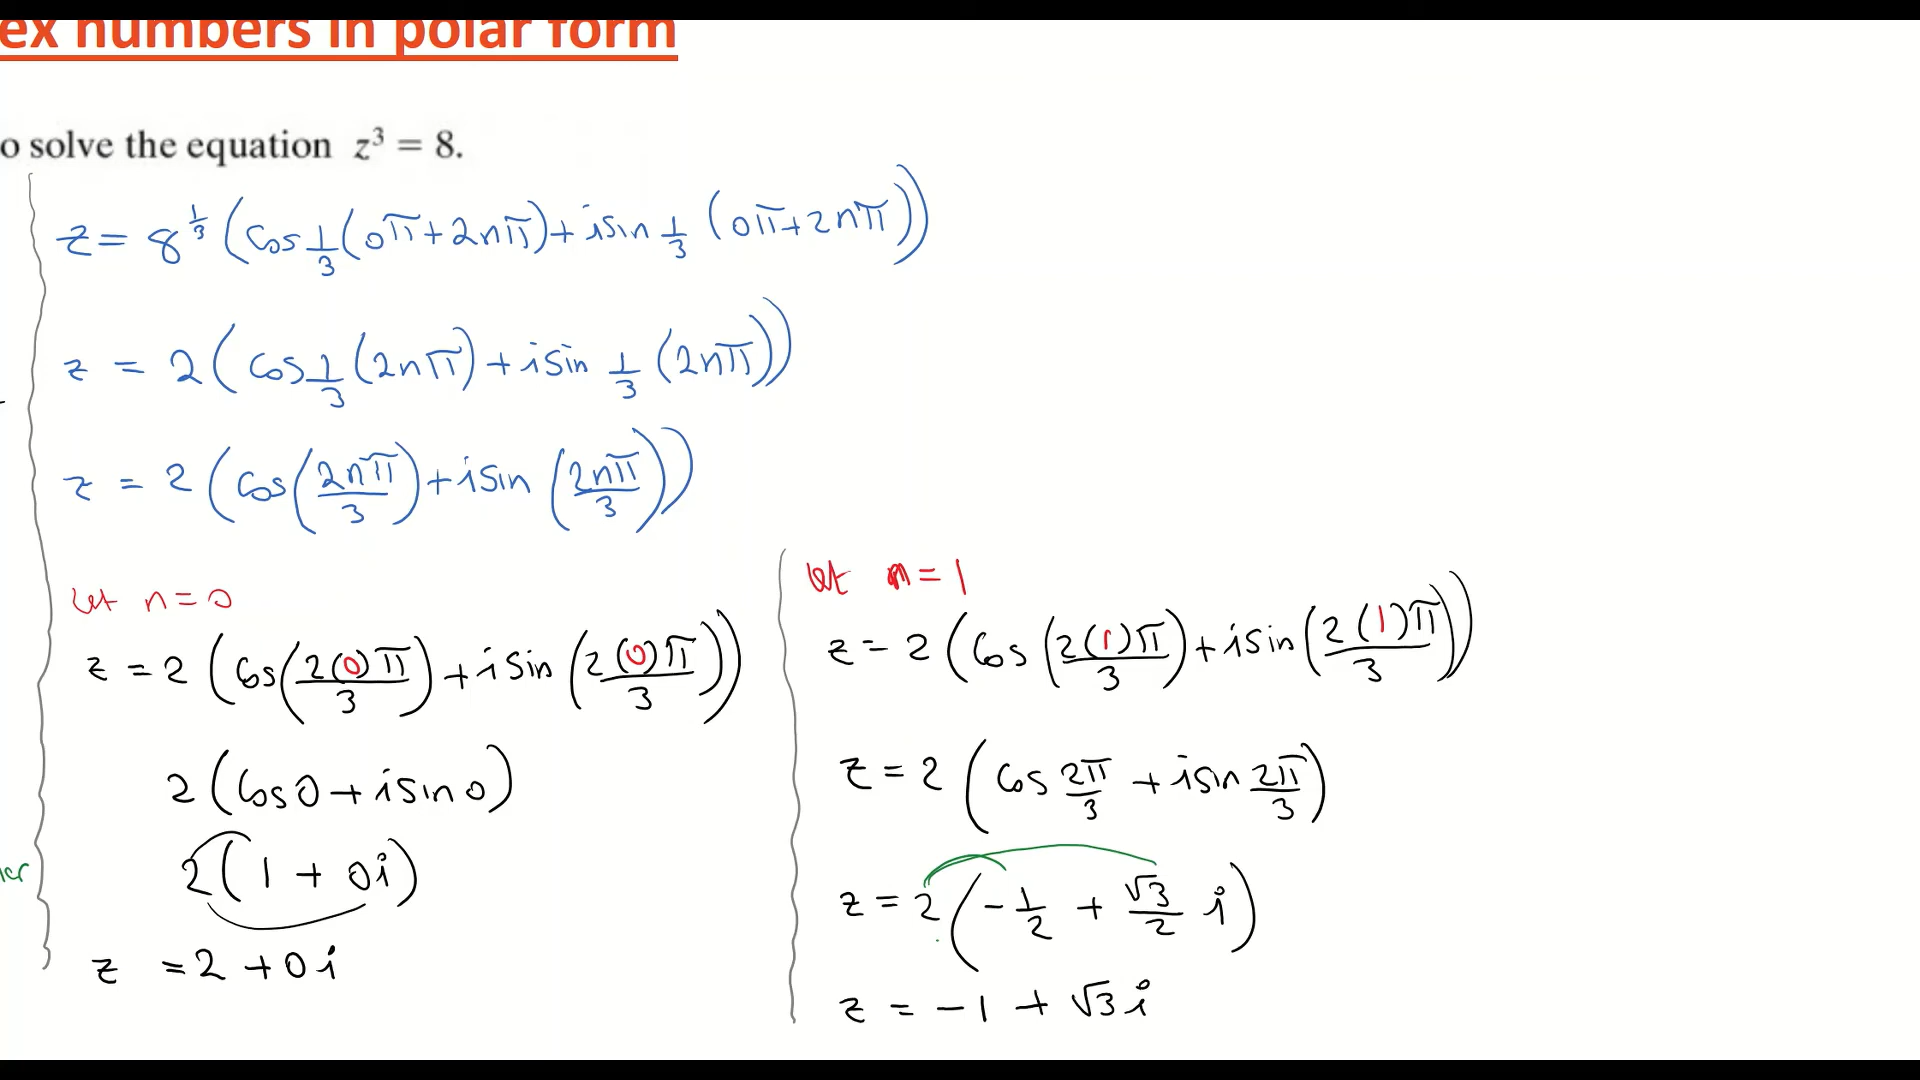 ex numbers in polar form
o solve the equation z³ = 8.
z = 8^(1/3) (cos 1/3 (0π + 2nπ) + i sin 1/3 (0π + 2nπ))
z = 2 (cos 1/3 (2nπ) + i sin 1/3 (2nπ))
z = 2 (cos (2nπ/3) + i sin (2nπ/3))
let n = 0
z = 2 (cos (2(0)π/3) + i sin (2(0)π/3))
2 (cos 0 + i sin 0)
2 (1 + 0i)
z = 2 + 0i
let n = 1
z = 2 (cos (2(1)π/3) + i sin (2(1)π/3))
z = 2 (cos 2π/3 + i sin 2π/3)
z = 2 (-1/2 + √3/2 i)
z = -1 + √3 i